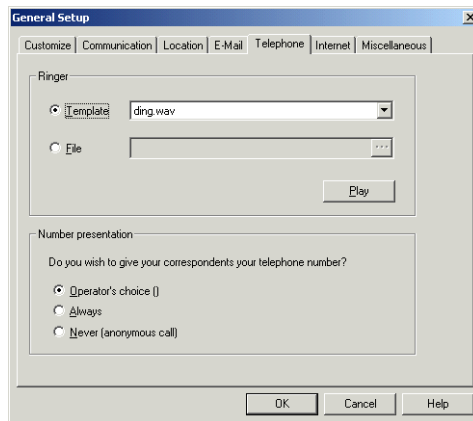 General Setup
Customize Communication Location E-Mail Telephone Internet Miscellaneous
Ringer
Template ding.wav
File ...
Play
Number presentation
Do you wish to give your correspondents your telephone number?
Operator's choice ()
Always
Never (anonymous call)
OK Cancel Help